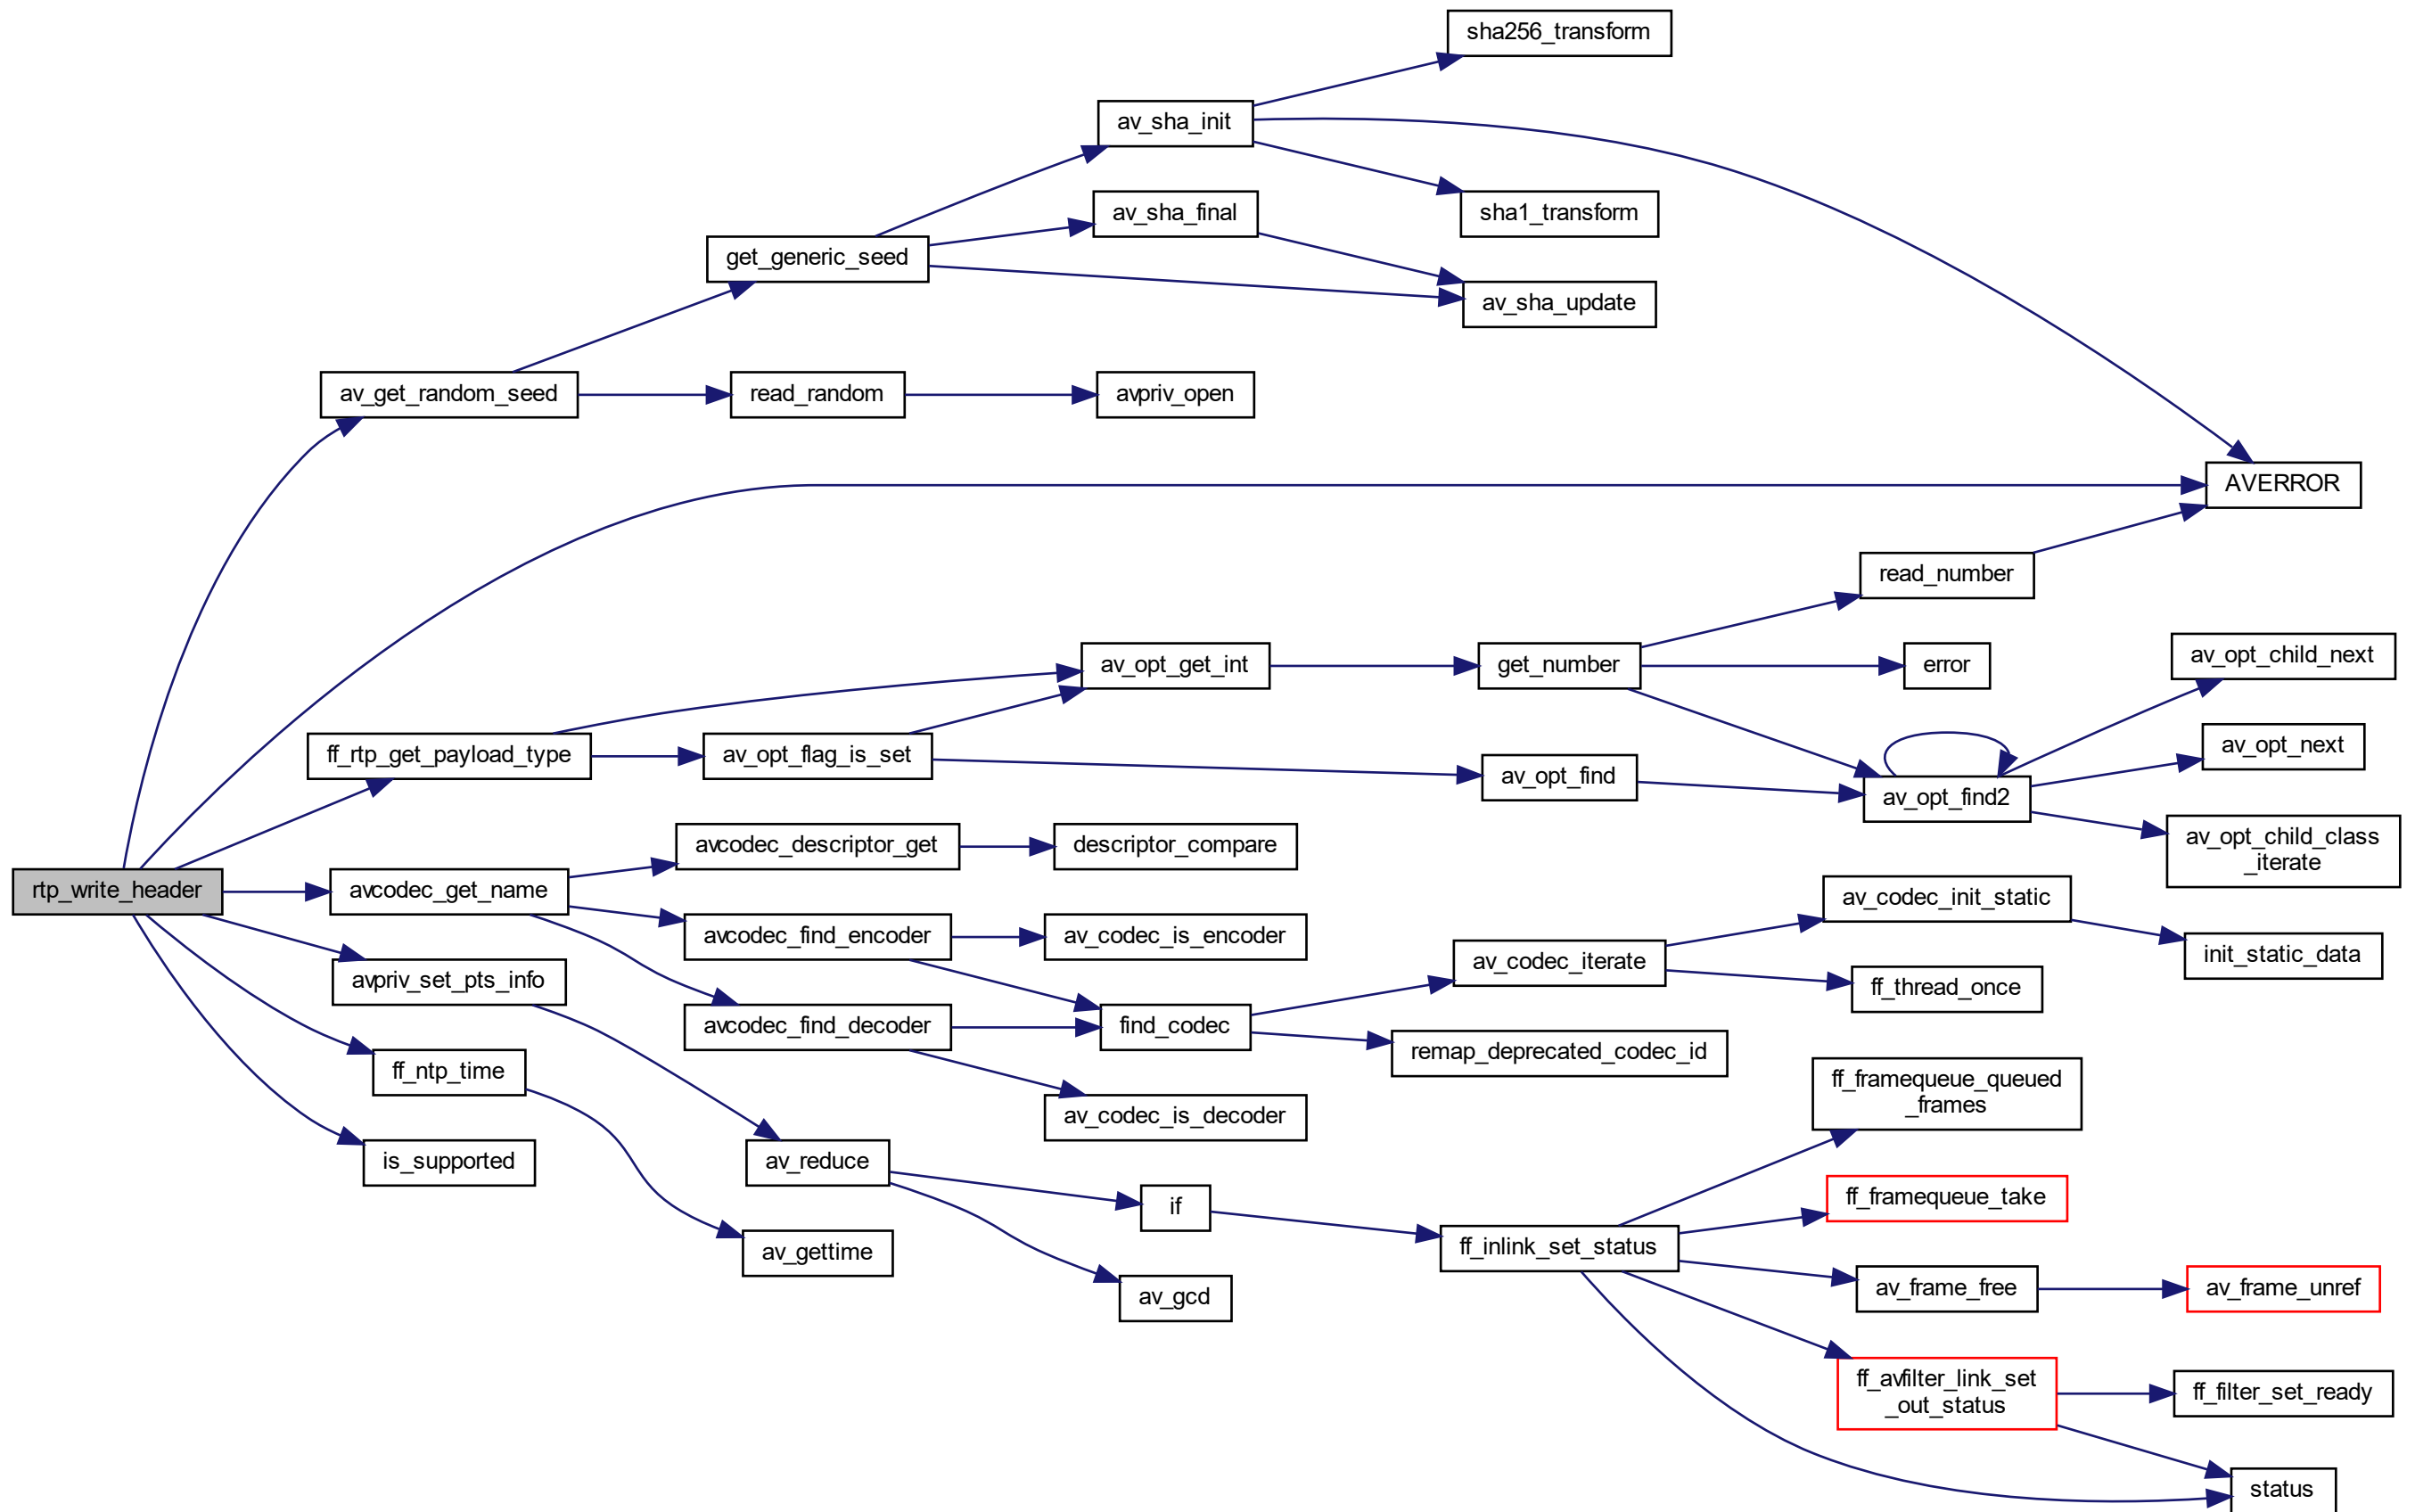 sha256_transform
av_sha_init
sha1_transform
av_sha_final
get_generic_seed
av_sha_update
av_get_random_seed
read_random
avpriv_open
AVERROR
read_number
av_opt_get_int
get_number
error
av_opt_child_next
ff_rtp_get_payload_type
av_opt_flag_is_set
av_opt_find
av_opt_next
av_opt_find2
av_opt_child_class
_iterate
avcodec_descriptor_get
descriptor_compare
rtp_write_header
avcodec_get_name
av_codec_init_static
avcodec_find_encoder
av_codec_is_encoder
av_codec_iterate
init_static_data
avpriv_set_pts_info
ff_thread_once
avcodec_find_decoder
find_codec
remap_deprecated_codec_id
ff_ntp_time
av_codec_is_decoder
ff_framequeue_queued
_frames
is_supported
av_reduce
if
ff_framequeue_take
av_gettime
ff_inlink_set_status
av_gcd
av_frame_free
av_frame_unref
ff_avfilter_link_set
_out_status
ff_filter_set_ready
status